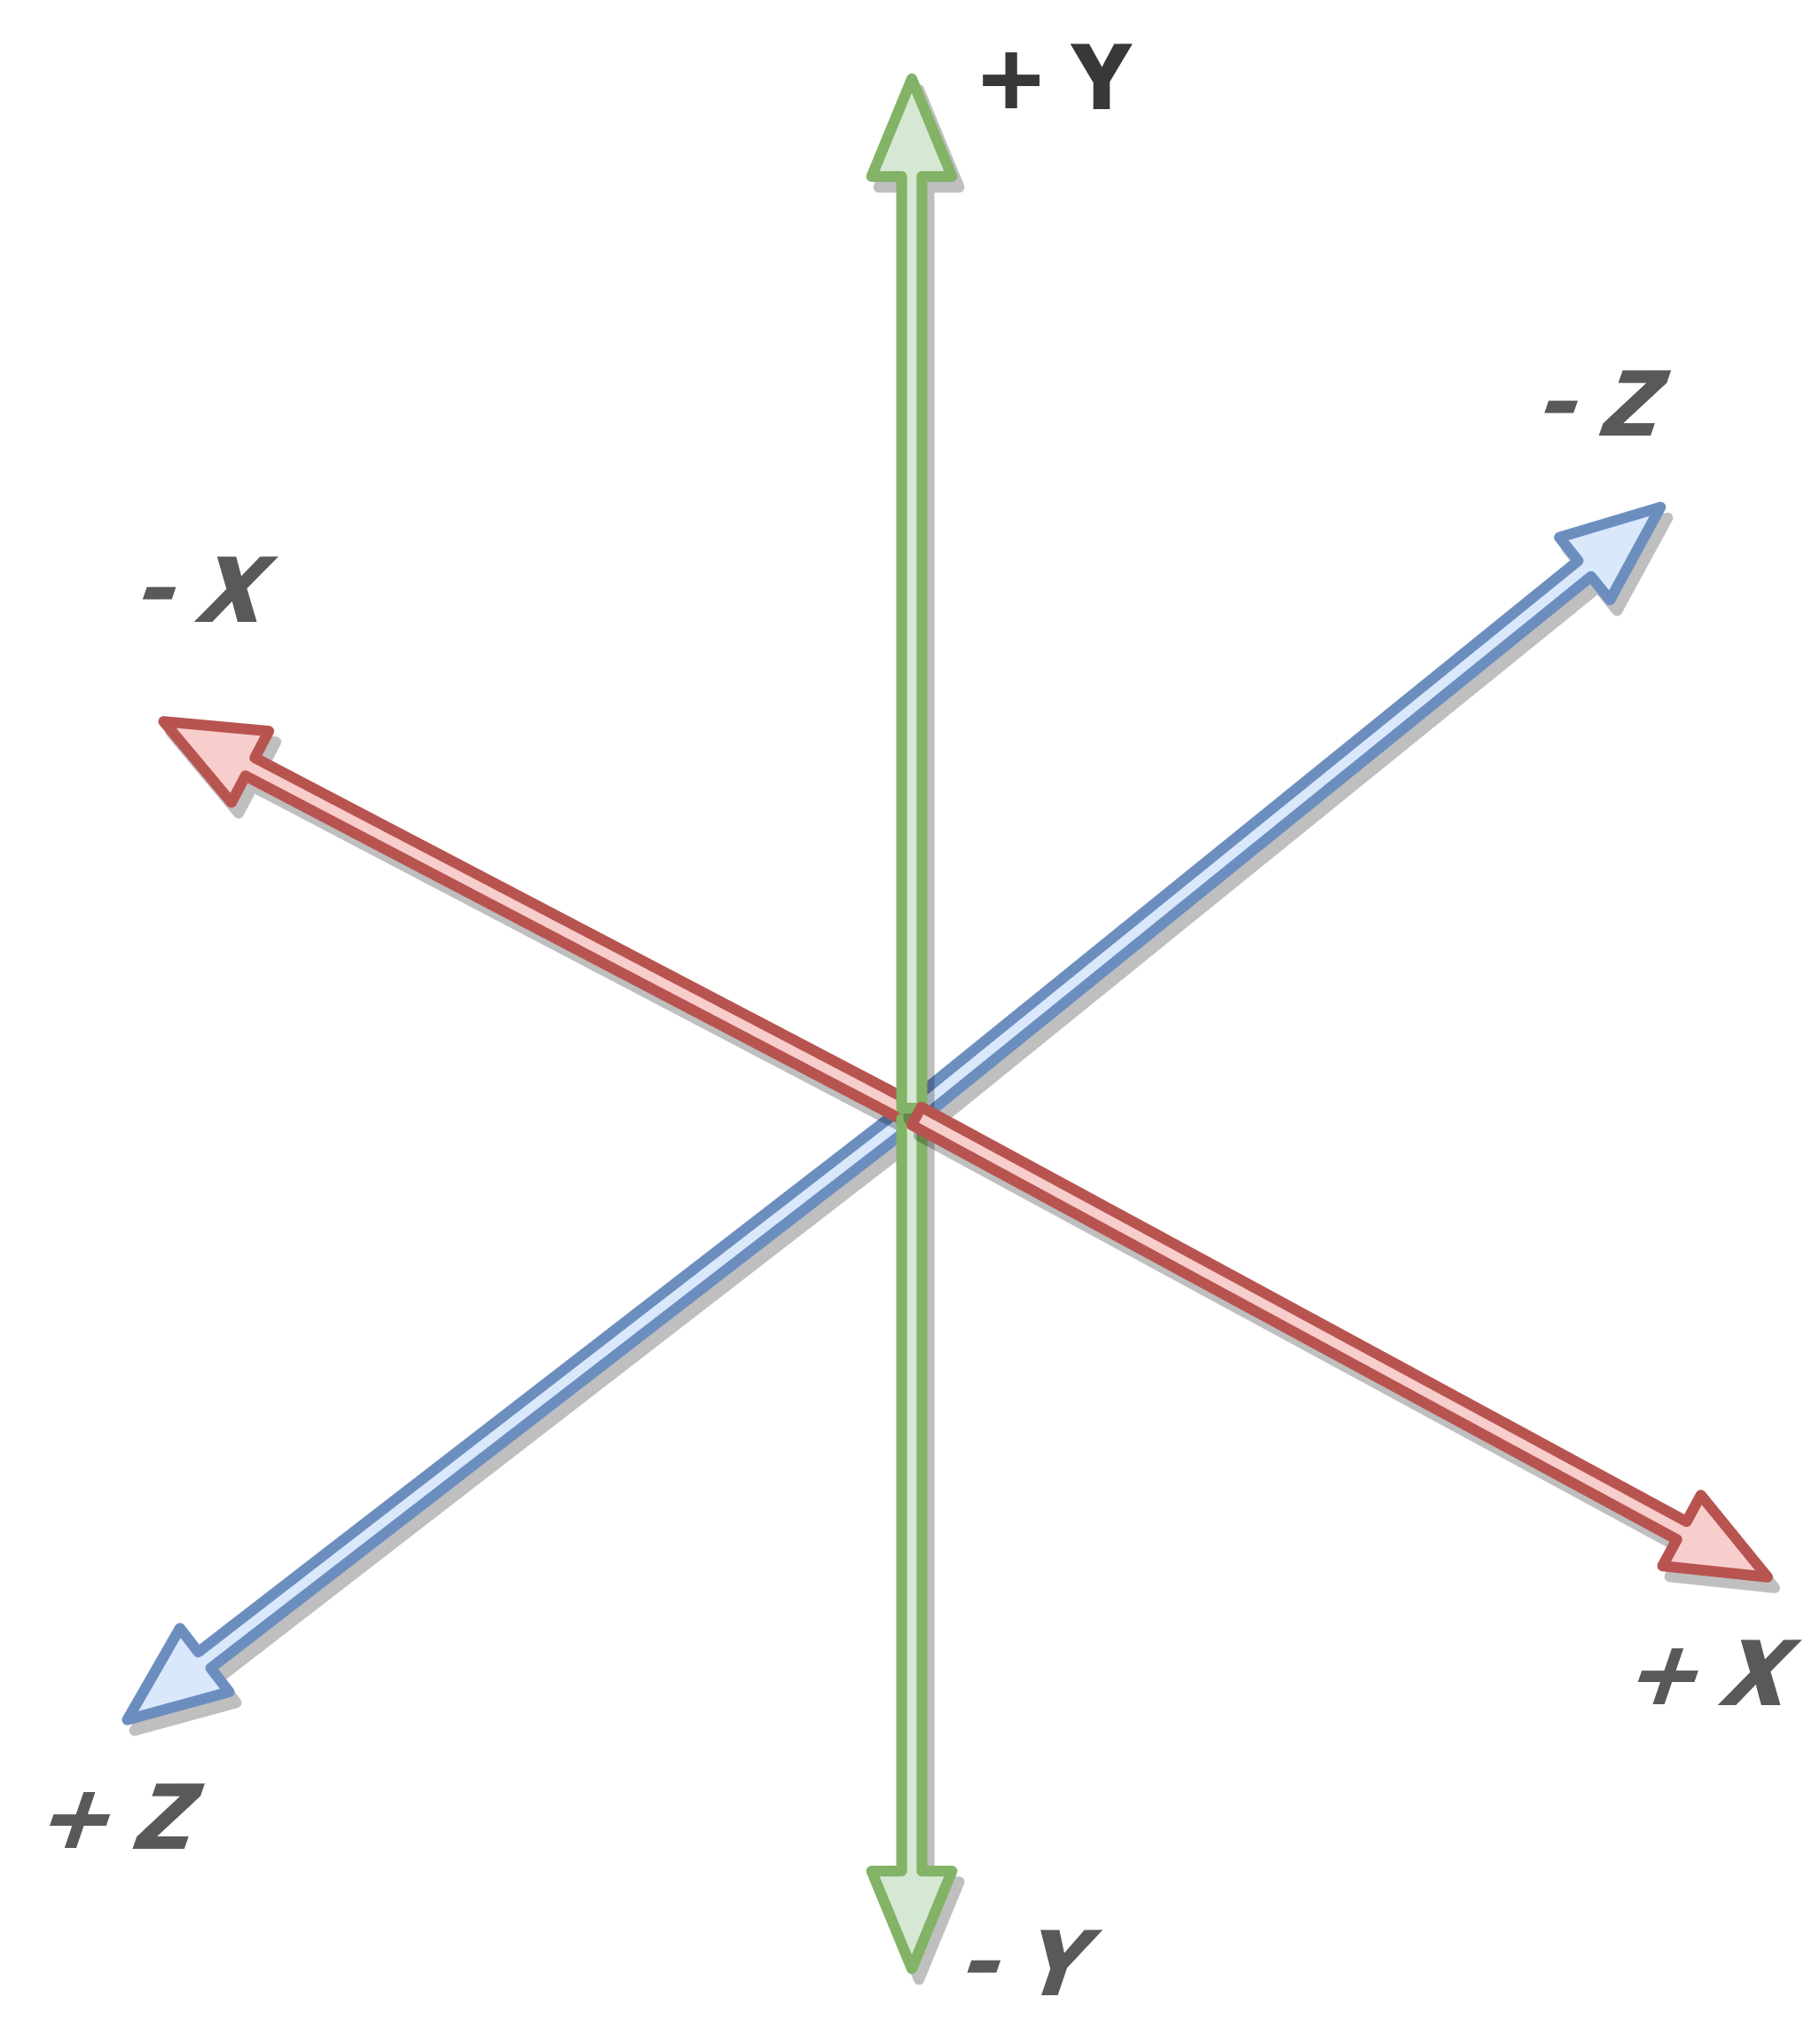 + Y
- Z
- X
+ X
+ Z
- Y